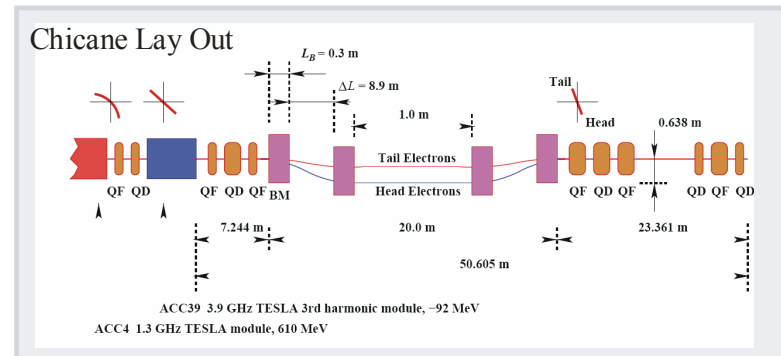 Chicane Lay Out
L_B = 0.3 m
ΔL = 8.9 m
1.0 m
Tail
Head
0.638 m
Tail Electrons
Head Electrons
QF QD QF QD QF BM QF QD QF QD QF QD
7.244 m 20.0 m 23.361 m
50.605 m
ACC39 3.9 GHz TESLA 3rd harmonic module, −92 MeV
ACC4 1.3 GHz TESLA module, 610 MeV